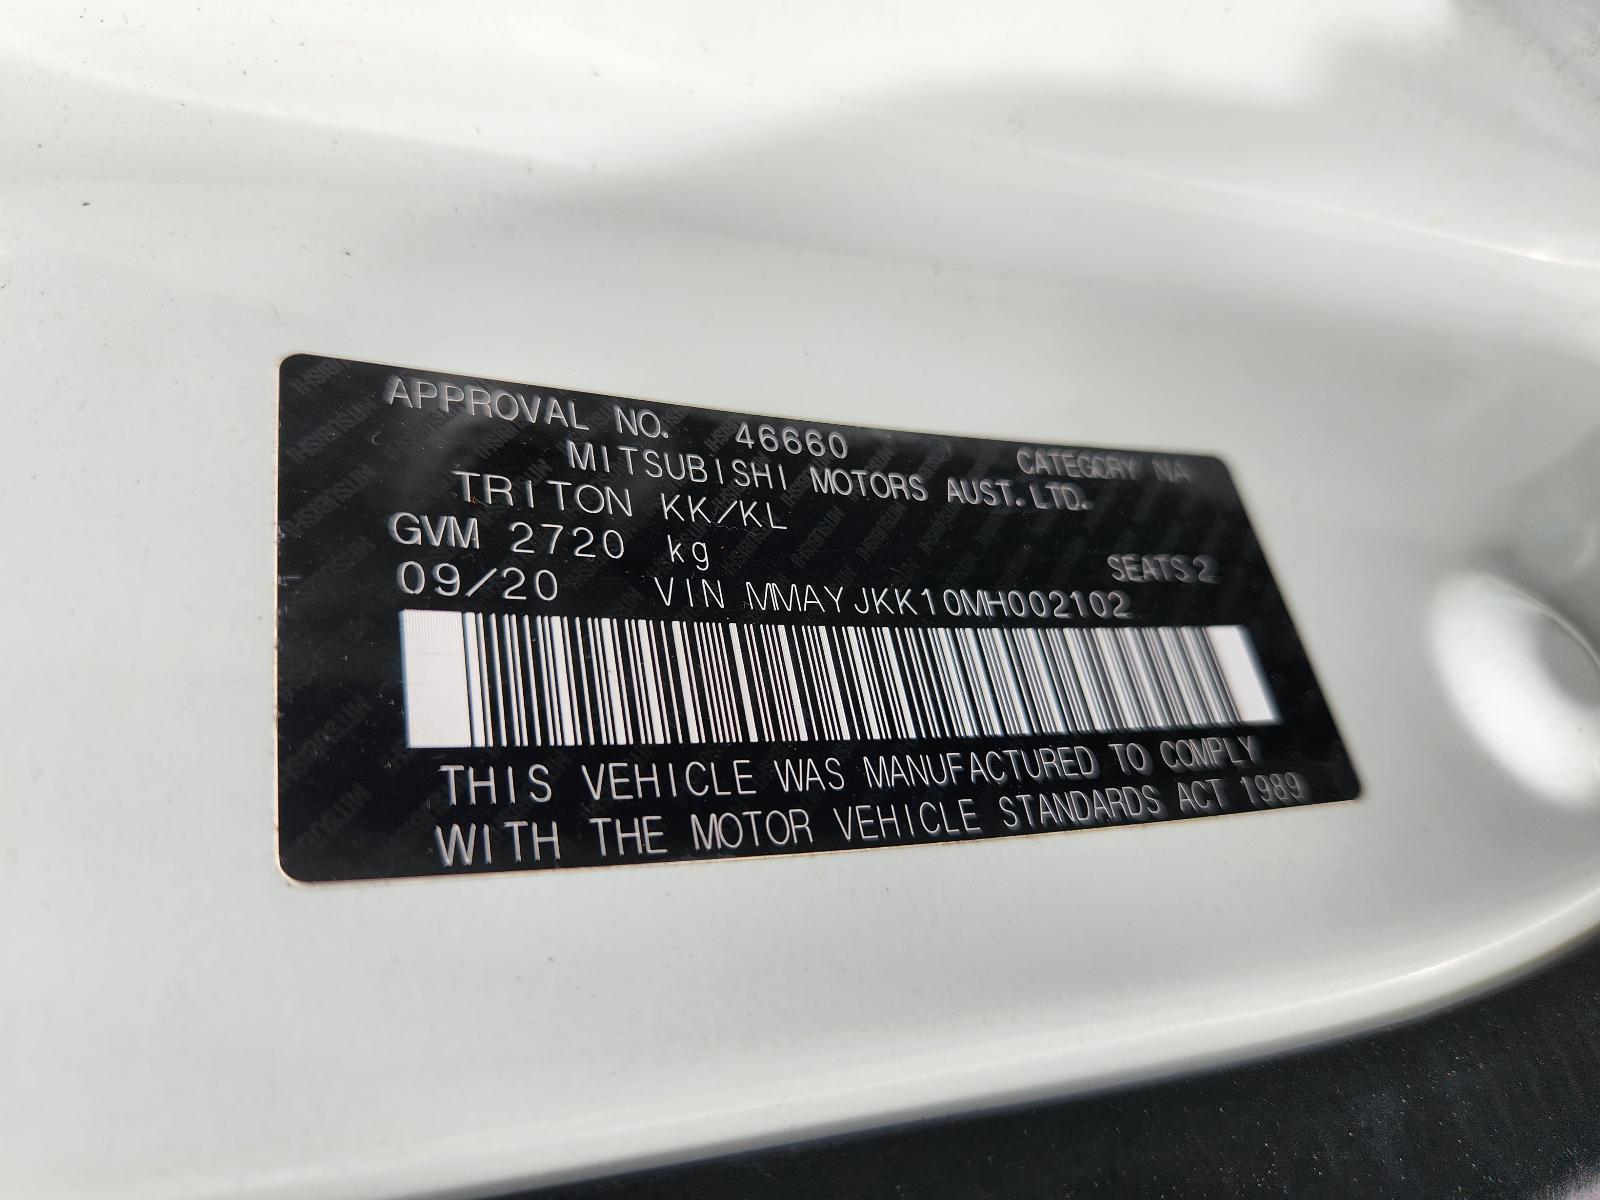 APPROVAL NO. 46660 CATEGORY NA
MITSUBISHI MOTORS AUST. LTD.
TRITON KK/KL
GVM 2720 kg SEATS 2
09/20 VIN MMAYJKK10MH002102
THIS VEHICLE WAS MANUFACTURED TO COMPLY
WITH THE MOTOR VEHICLE STANDARDS ACT 1989